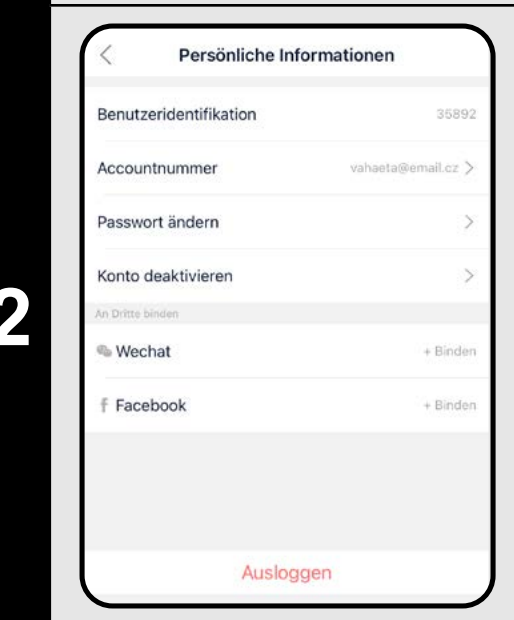 Persönliche Informationen
Benutzeridentifikation 35892
Accountnummer vahaeta@email.cz >
Passwort ändern >
Konto deaktivieren >
An Dritte binden
2
Wechat + Binden
Facebook + Binden
Ausloggen